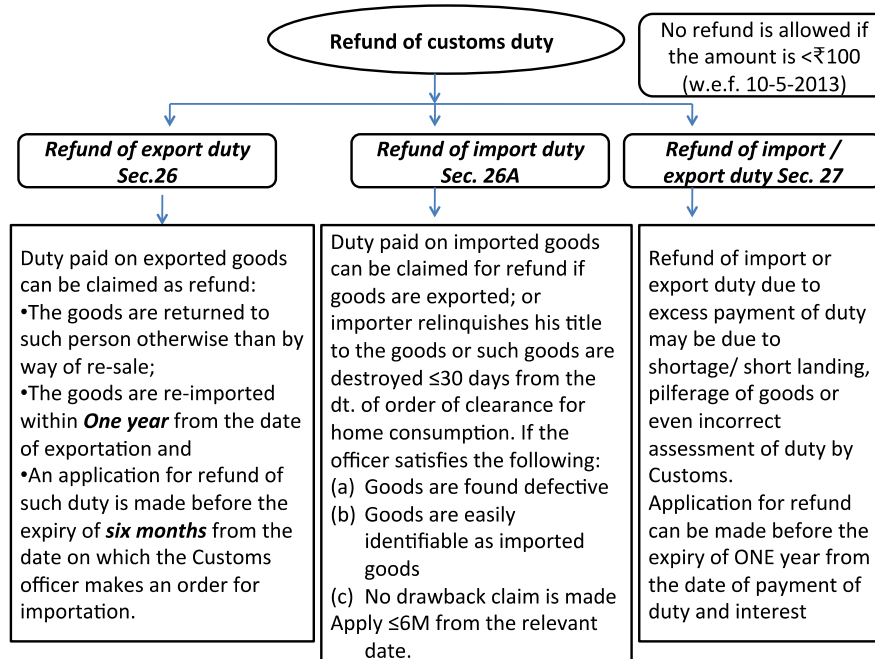 Refund of customs duty
No refund is allowed if
the amount is <₹100
(w.e.f. 10-5-2013)
Refund of export duty
Sec.26
Refund of import duty
Sec. 26A
Refund of import /
export duty Sec. 27
Duty paid on exported goods
can be claimed as refund:
•The goods are returned to
such person otherwise than by
way of re-sale;
•The goods are re-imported
within One year from the date
of exportation and
•An application for refund of
such duty is made before the
expiry of six months from the
date on which the Customs
officer makes an order for
importation.
Duty paid on imported goods
can be claimed for refund if
goods are exported; or
importer relinquishes his title
to the goods or such goods are
destroyed ≤30 days from the
dt. of order of clearance for
home consumption. If the
officer satisfies the following:
(a) Goods are found defective
(b) Goods are easily
identifiable as imported
goods
(c) No drawback claim is made
Apply ≤6M from the relevant
date.
Refund of import or
export duty due to
excess payment of duty
may be due to
shortage/ short landing,
pilferage of goods or
even incorrect
assessment of duty by
Customs.
Application for refund
can be made before the
expiry of ONE year from
the date of payment of
duty and interest